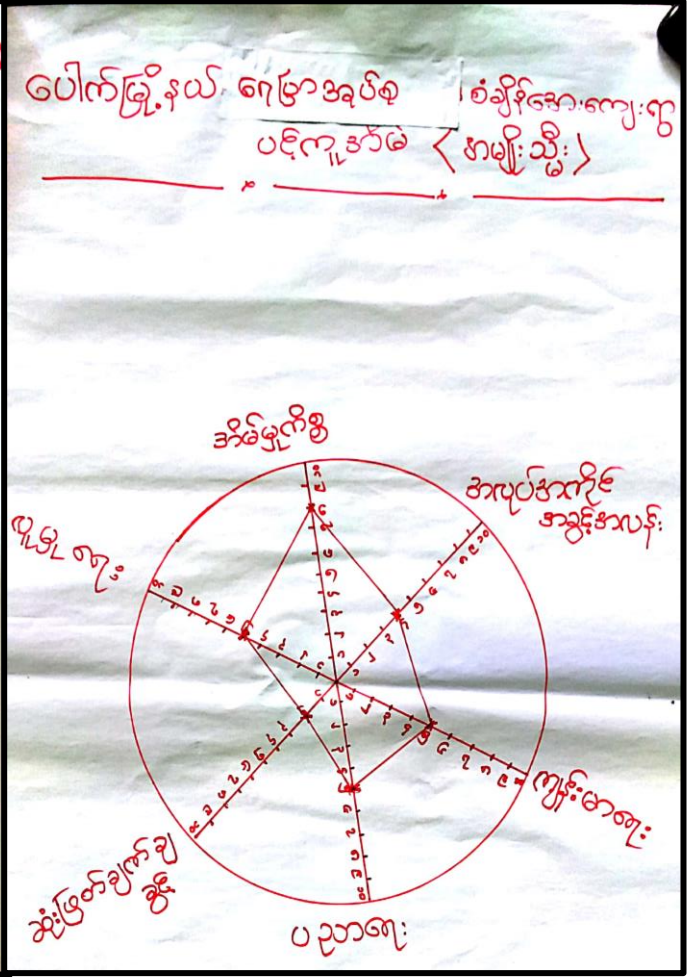 ပေါက်မြို့နယ် ရေမြာအုပ်စု စံချိန်အေးကျေးရွာ
ပင့်ကူအိမ် < အမျိုးသ္မီး >
အိမ်မှုကိစ္စ
အလုပ်အကိုင်
အခွင့်အလန်း
လူမှုရေး
ကျန်းမာရေး
ဆုံးဖြတ်ချက်ချ
ခွင့်
ပညာရေး